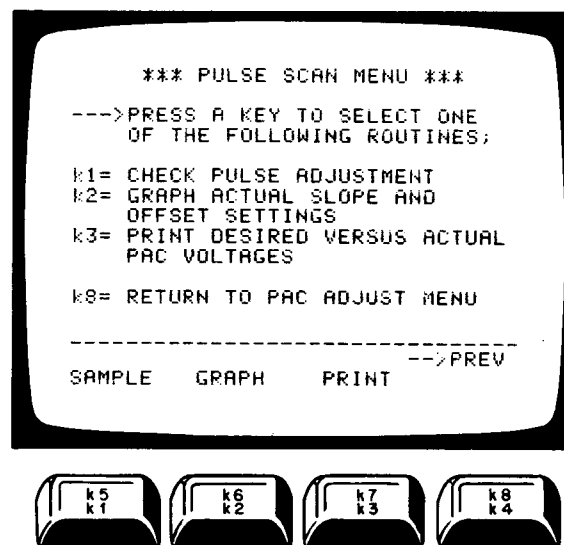 *** PULSE SCAN MENU ***
--->PRESS A KEY TO SELECT ONE
OF THE FOLLOWING ROUTINES;
k1= CHECK PULSE ADJUSTMENT
k2= GRAPH ACTUAL SLOPE AND
OFFSET SETTINGS
k3= PRINT DESIRED VERSUS ACTUAL
PAC VOLTAGES
k8= RETURN TO PAC ADJUST MENU
--------------------------------
-->PREV
SAMPLE GRAPH PRINT
k5 k6 k7 k8
k1 k2 k3 k4